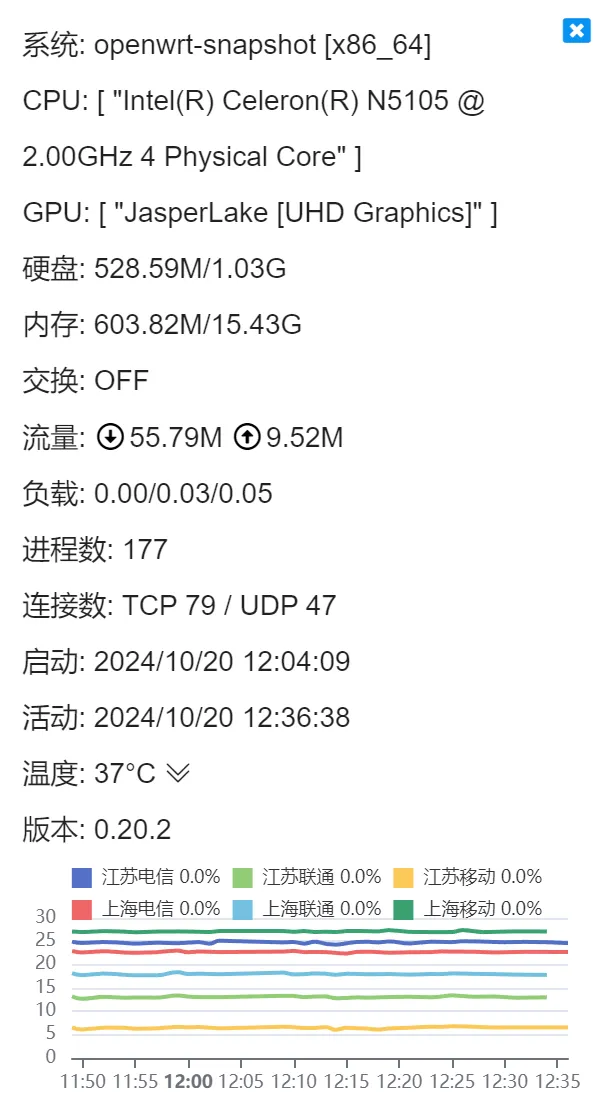 系统: openwrt-snapshot [x86_64]
CPU: [ "Intel(R) Celeron(R) N5105 @
2.00GHz 4 Physical Core" ]
GPU: [ "JasperLake [UHD Graphics]" ]
硬盘: 528.59M/1.03G
内存: 603.82M/15.43G
交换: OFF
流量: 55.79M 9.52M
负载: 0.00/0.03/0.05
进程数: 177
连接数: TCP 79 / UDP 47
启动: 2024/10/20 12:04:09
活动: 2024/10/20 12:36:38
温度: 37°C
版本: 0.20.2
江苏电信 0.0% 江苏联通 0.0% 江苏移动 0.0%
上海电信 0.0% 上海联通 0.0% 上海移动 0.0%
30
25
20
15
10
5
0
11:50 11:55 12:00 12:05 12:10 12:15 12:20 12:25 12:30 12:35